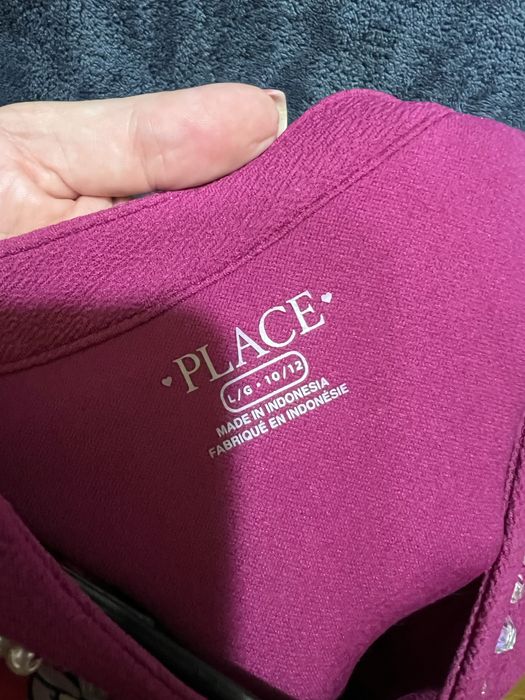 PLACE
L/G • 10/12
MADE IN INDONESIA
FABRIQUÉ EN INDONÉSIE